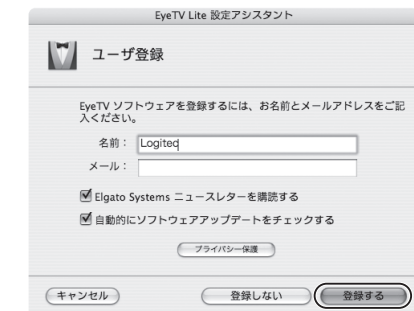 EyeTV Lite 設定アシスタント
ユーザ登録
EyeTV ソフトウェアを登録するには、お名前とメールアドレスをご記
入ください。
名前： Logitec
メール：
Elgato Systems ニュースレターを購読する
自動的にソフトウェアアップデートをチェックする
プライバシー保護
キャンセル 登録しない 登録する